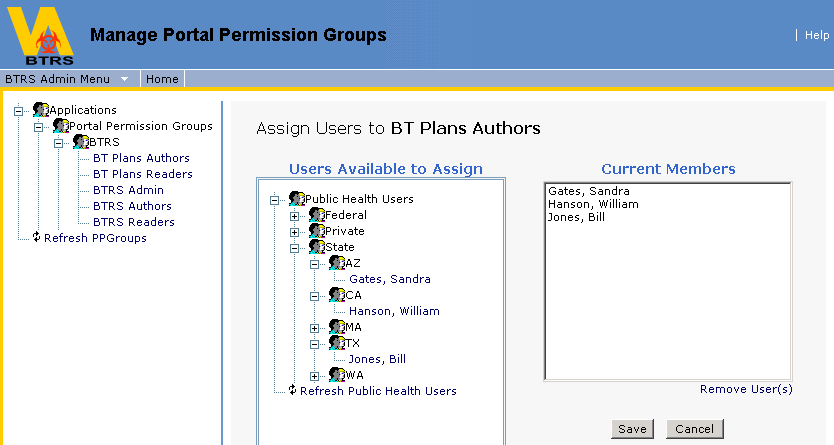 BTRS
Manage Portal Permission Groups
Help
BTRS Admin Menu
Home
Applications
Portal Permission Groups
BTRS
BT Plans Authors
BT Plans Readers
BTRS Admin
BTRS Authors
BTRS Readers
Refresh PPGroups
Assign Users to BT Plans Authors
Users Available to Assign
Public Health Users
Federal
Private
State
AZ
Gates, Sandra
CA
Hanson, William
MA
TX
Jones, Bill
WA
Refresh Public Health Users
Current Members
Gates, Sandra
Hanson, William
Jones, Bill
Remove User(s)
Save
Cancel